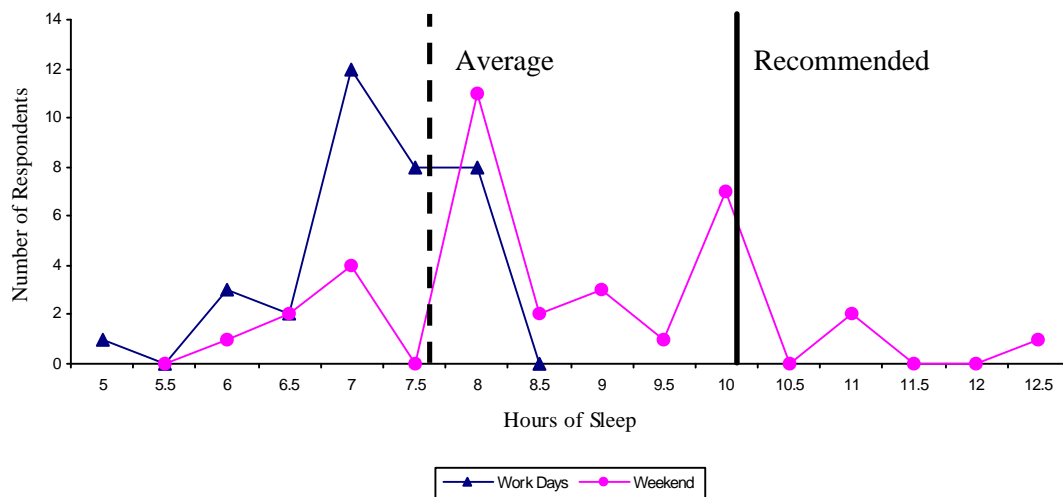 14
12
10
8
6
4
2
0
Number of Respondents
Average
Recommended
5 5.5 6 6.5 7 7.5 8 8.5 9 9.5 10 10.5 11 11.5 12 12.5
Hours of Sleep
Work Days Weekend